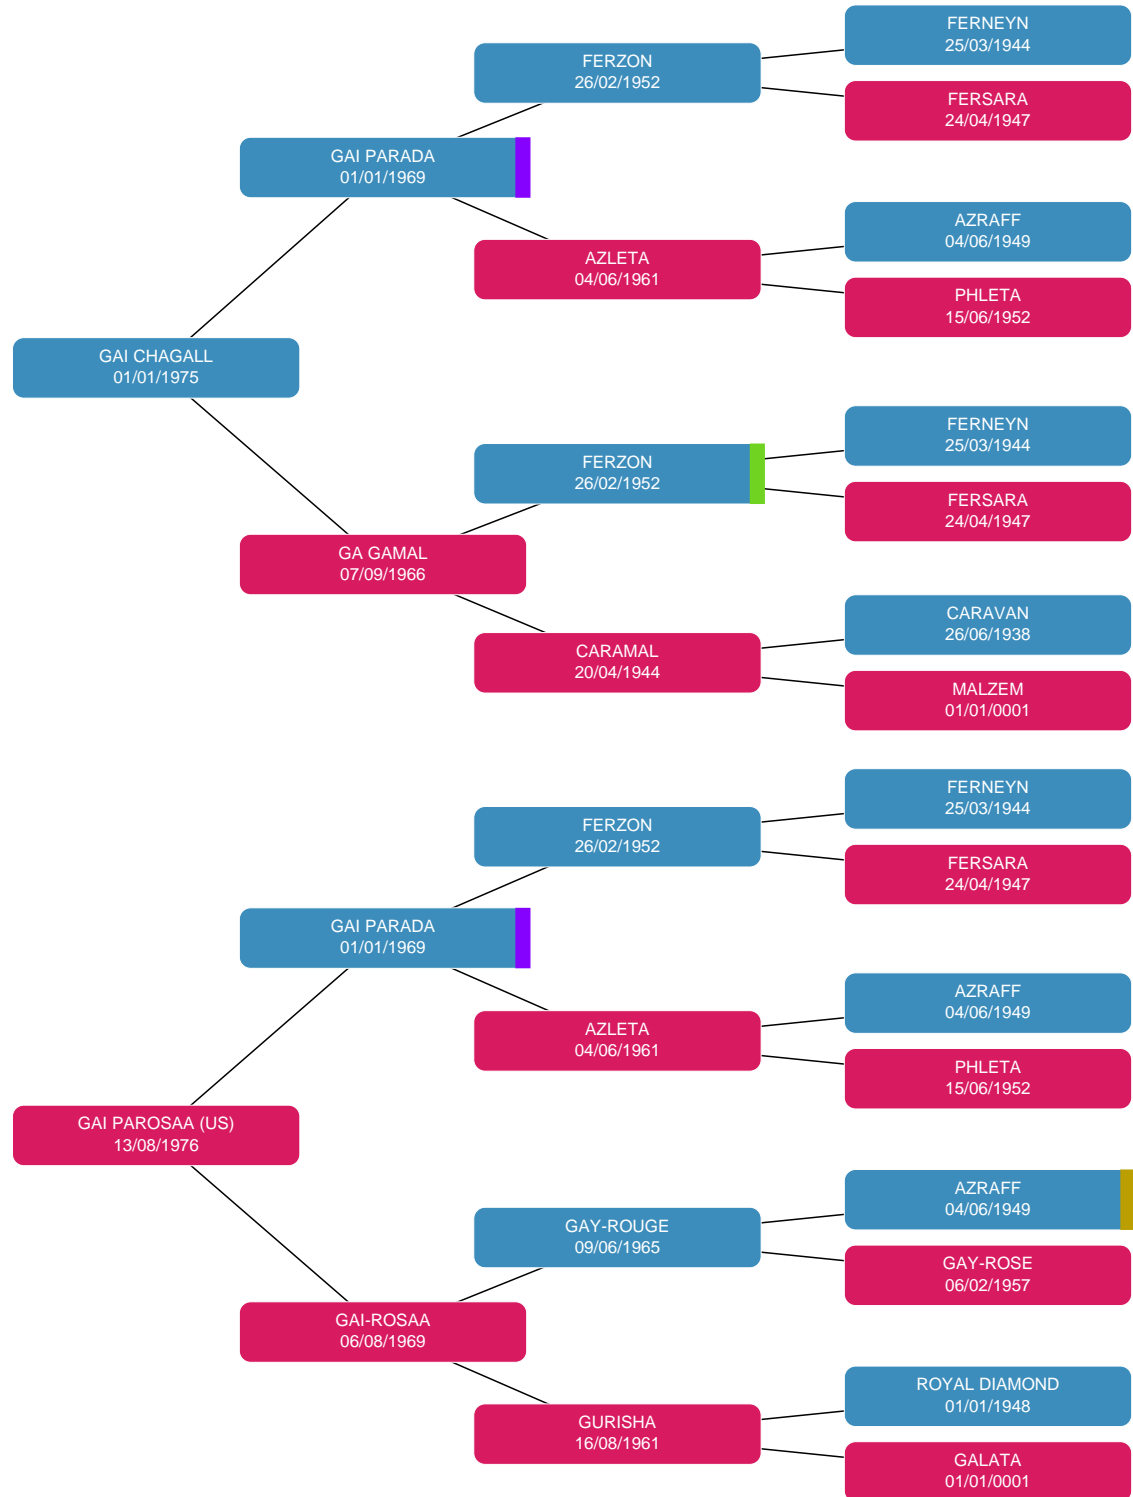 FERNEYN
25/03/1944
FERZON
26/02/1952
FERSARA
24/04/1947
GAI PARADA
01/01/1969
AZRAFF
04/06/1949
AZLETA
04/06/1961
PHLETA
15/06/1952
GAI CHAGALL
01/01/1975
FERNEYN
25/03/1944
FERZON
26/02/1952
FERSARA
24/04/1947
GA GAMAL
07/09/1966
CARAVAN
26/06/1938
CARAMAL
20/04/1944
MALZEM
01/01/0001
FERNEYN
25/03/1944
FERZON
26/02/1952
FERSARA
24/04/1947
GAI PARADA
01/01/1969
AZRAFF
04/06/1949
AZLETA
04/06/1961
PHLETA
15/06/1952
GAI PAROSAA (US)
13/08/1976
AZRAFF
04/06/1949
GAY-ROUGE
09/06/1965
GAY-ROSE
06/02/1957
GAI-ROSAA
06/08/1969
ROYAL DIAMOND
01/01/1948
GURISHA
16/08/1961
GALATA
01/01/0001